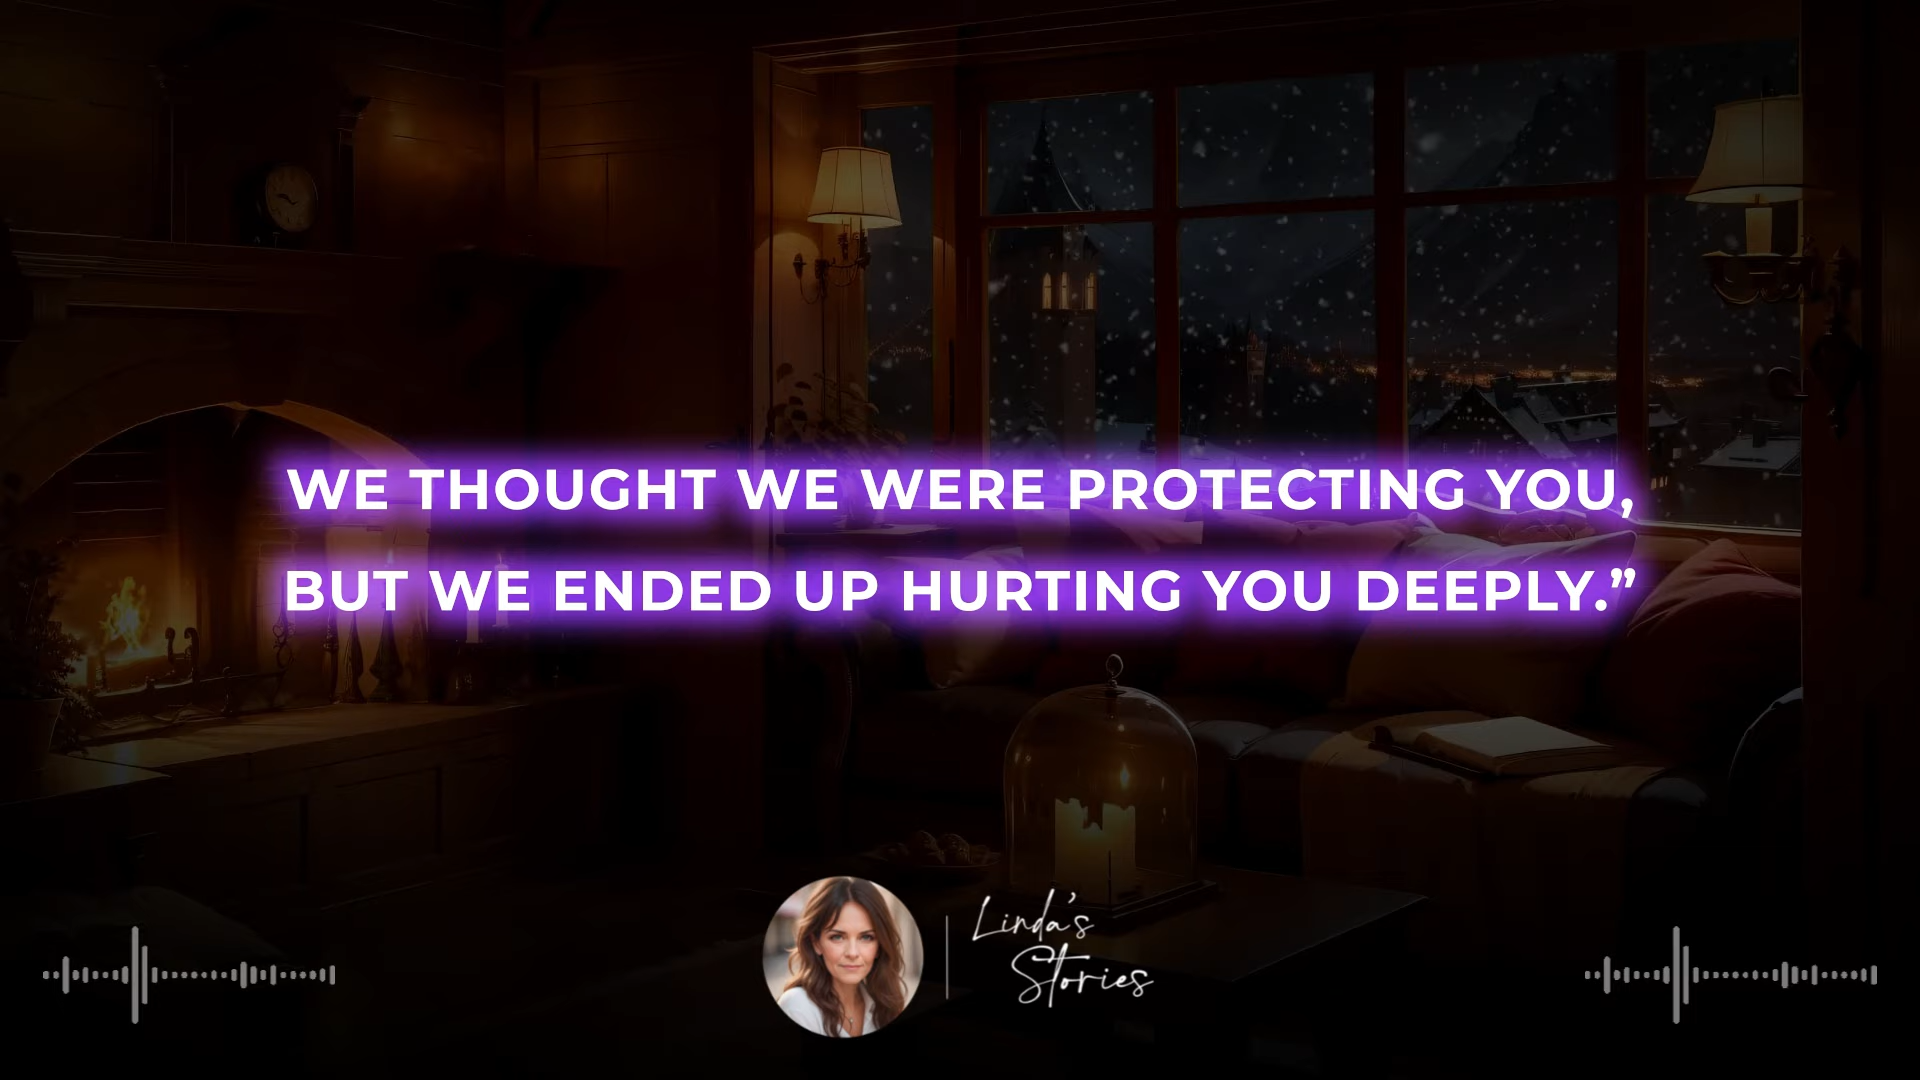 WE THOUGHT WE WERE PROTECTING YOU,
BUT WE ENDED UP HURTING YOU DEEPLY.”
Linda's
Stories